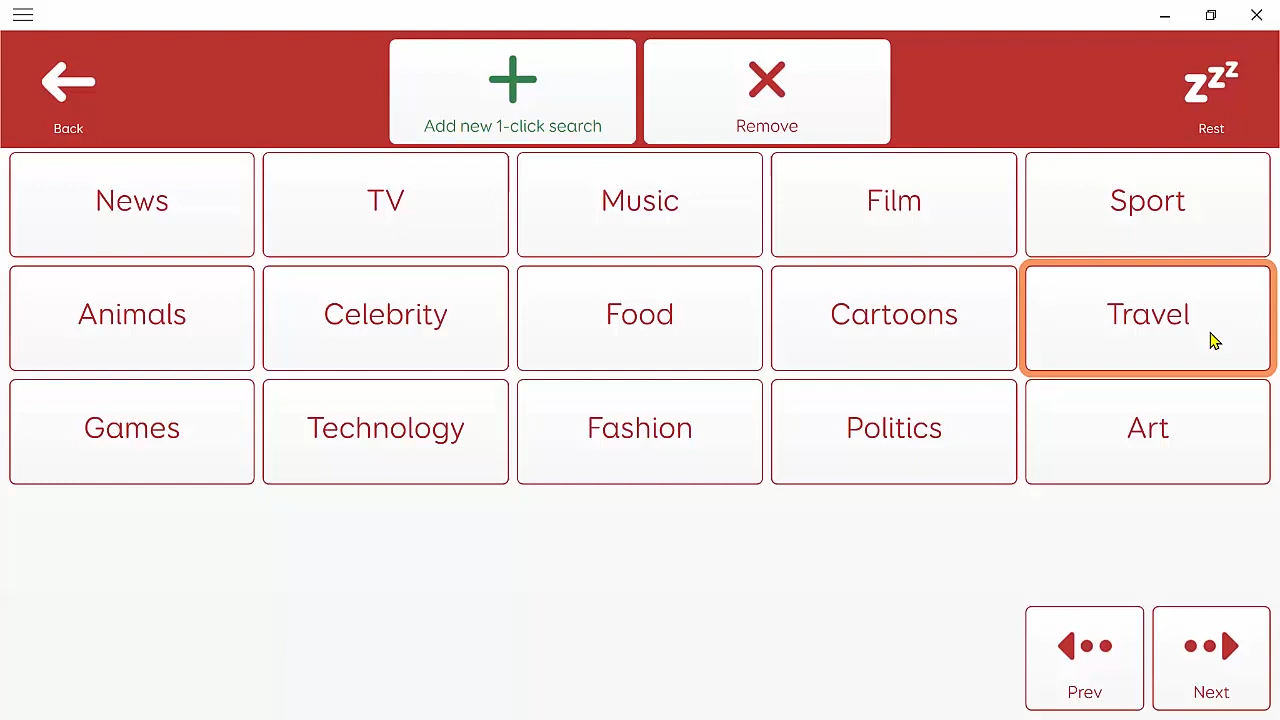 Back
Add new 1-click search
Remove
zzz
Rest
News
TV
Music
Film
Sport
Animals
Celebrity
Food
Cartoons
Travel
Games
Technology
Fashion
Politics
Art
Prev
Next